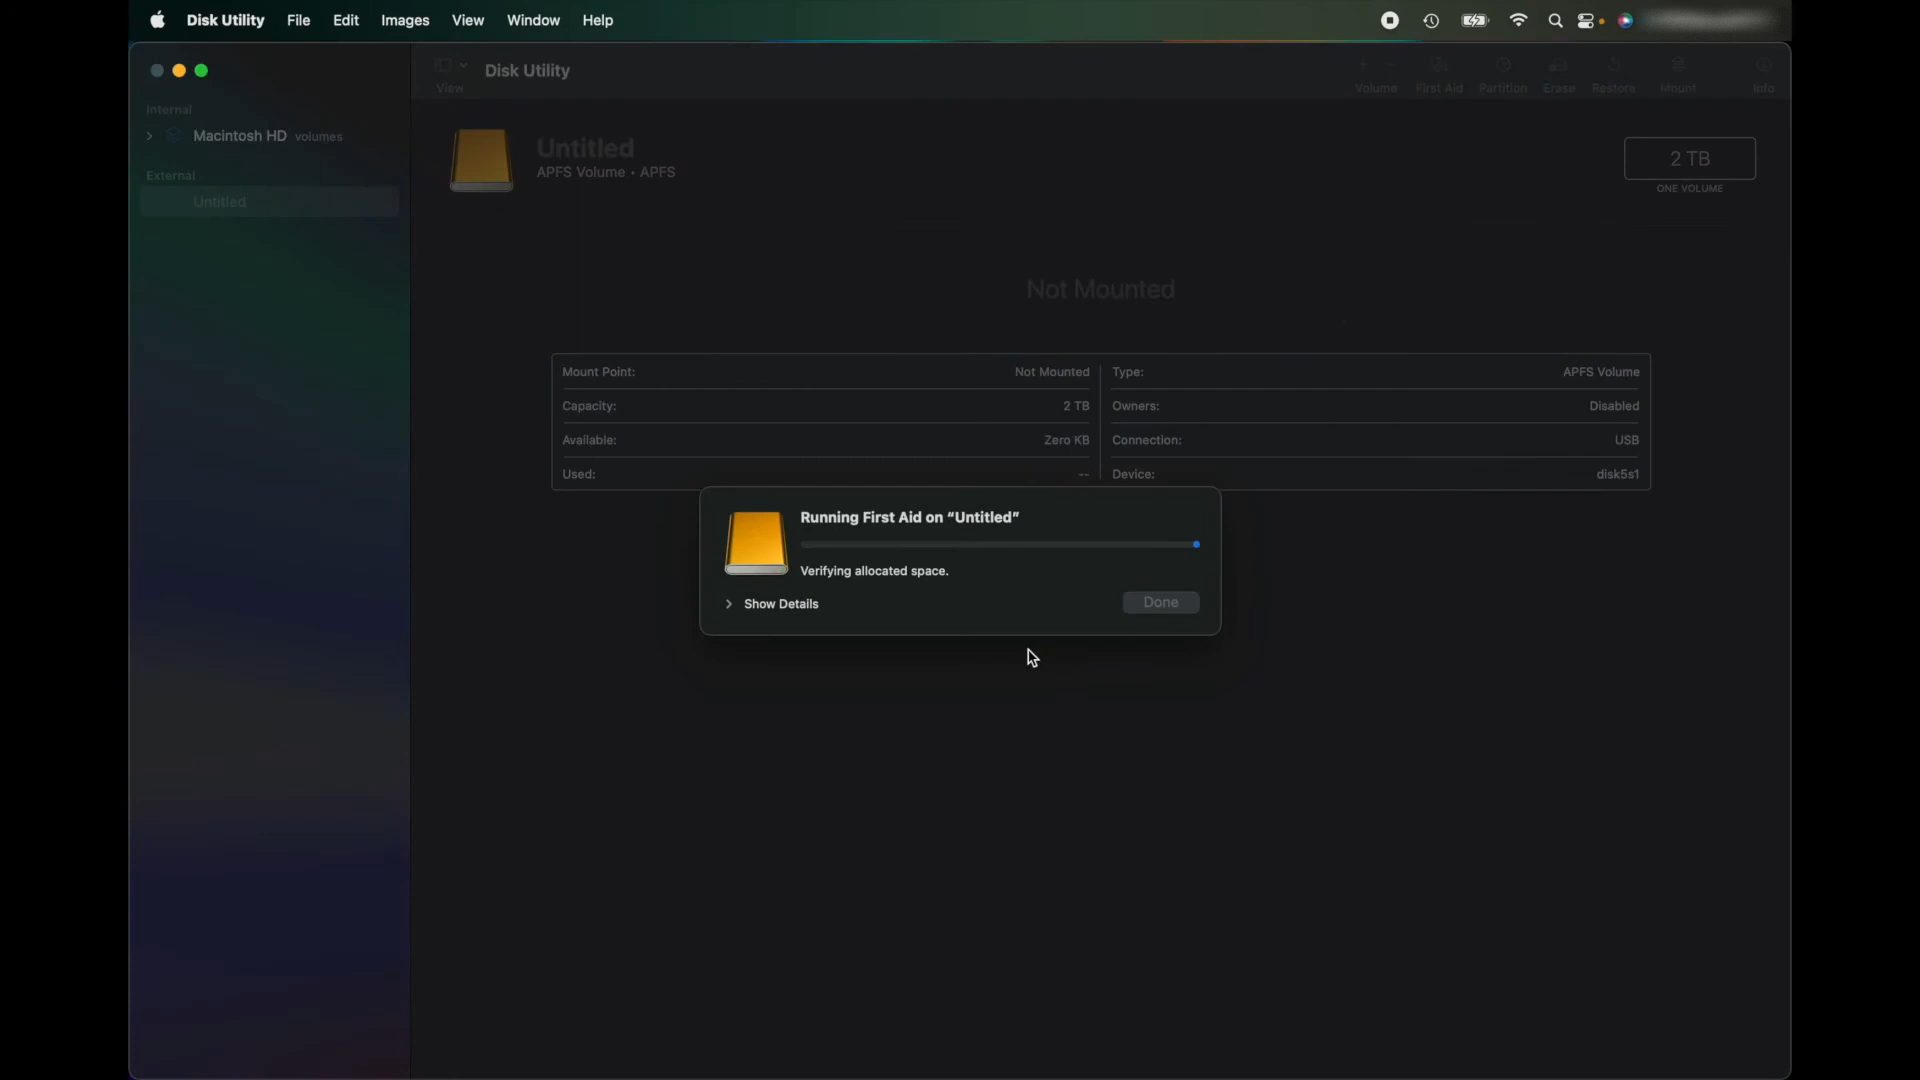 Disk Utility File Edit Images View Window Help
Disk Utility
View
Volume First Aid Partition Erase Restore Mount Info
Internal
Macintosh HD volumes
External
Untitled
Untitled
APFS Volume • APFS
2 TB
ONE VOLUME
Not Mounted
Mount Point: Not Mounted
Type: APFS Volume
Capacity: 2 TB
Owners: Disabled
Available: Zero KB
Connection: USB
Used: --
Device: disk5s1
Running First Aid on “Untitled”
Verifying allocated space.
Show Details
Done